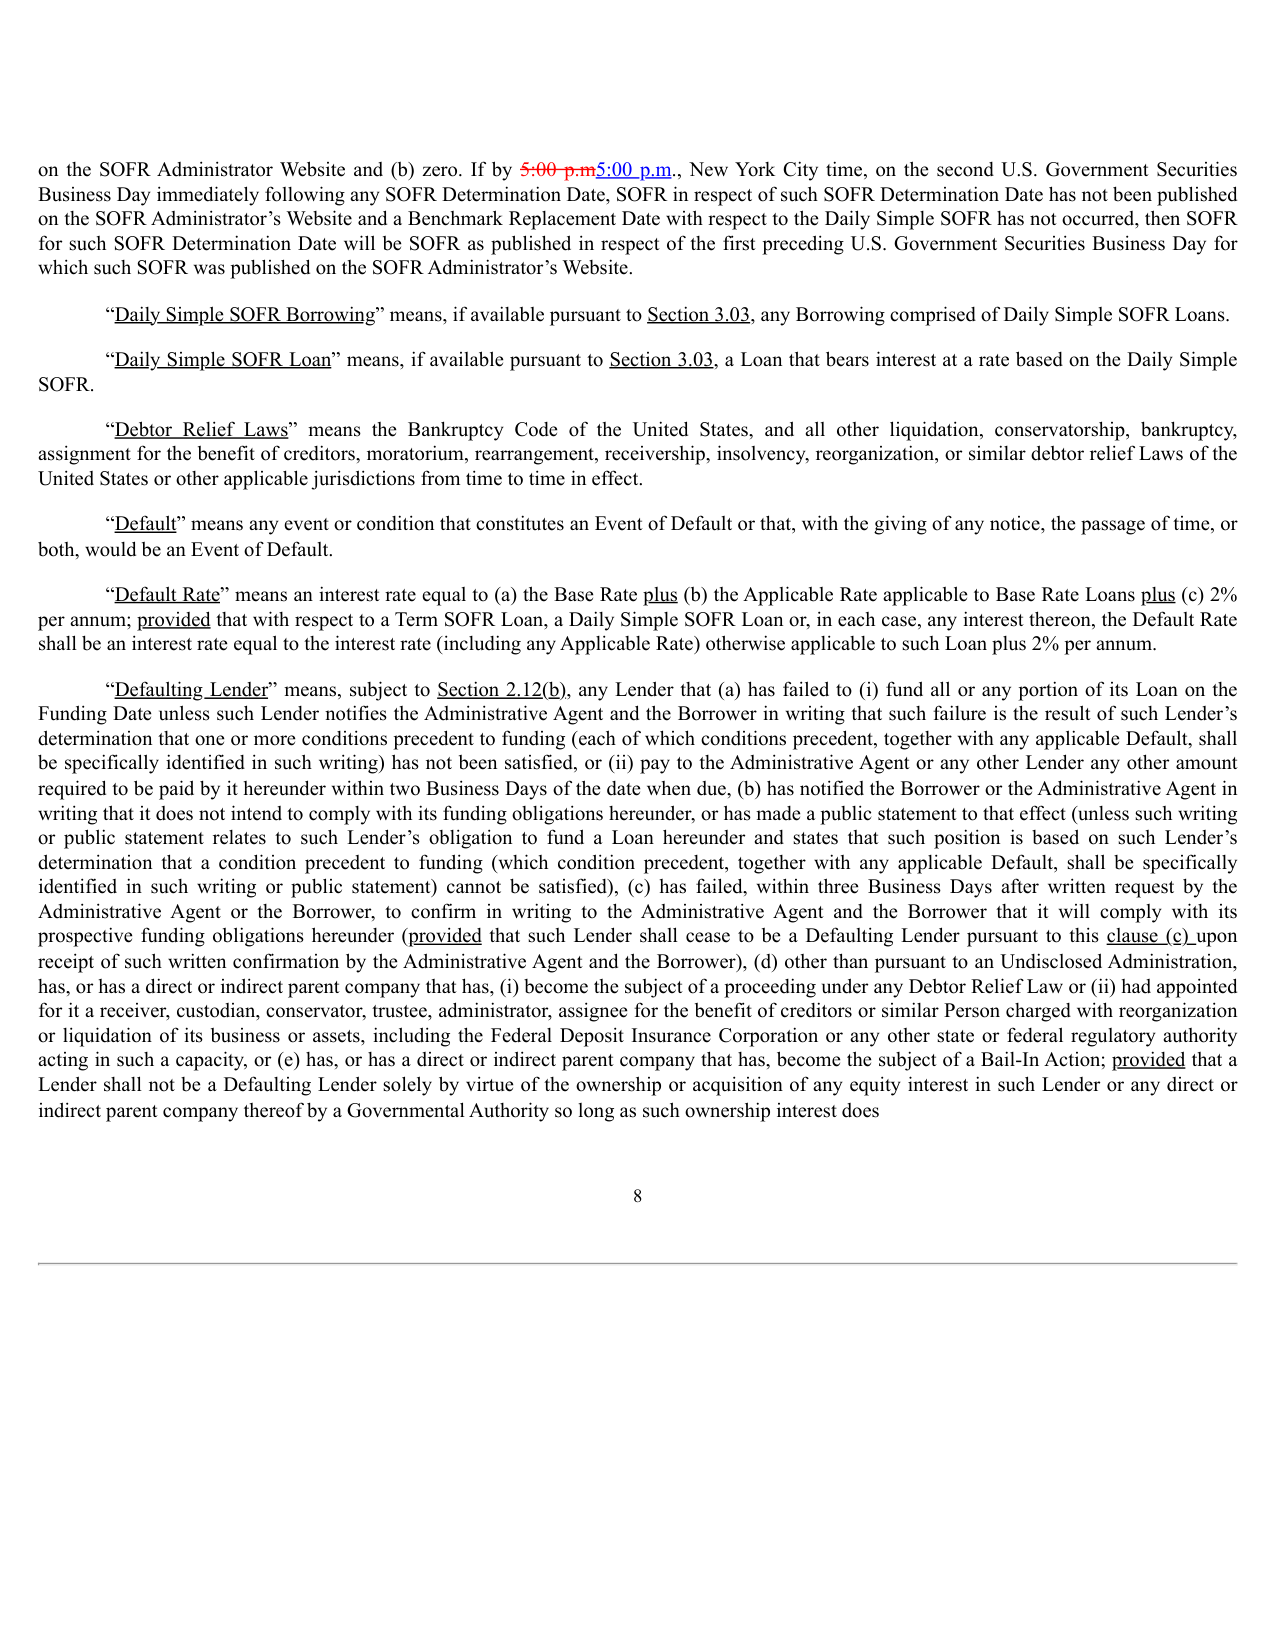 on the SOFR Administrator Website and (b) zero. If by 5:00 p.m5:00 p.m., New York City time, on the second U.S. Government Securities
Business Day immediately following any SOFR Determination Date, SOFR in respect of such SOFR Determination Date has not been published
on the SOFR Administrator’s Website and a Benchmark Replacement Date with respect to the Daily Simple SOFR has not occurred, then SOFR
for such SOFR Determination Date will be SOFR as published in respect of the first preceding U.S. Government Securities Business Day for
which such SOFR was published on the SOFR Administrator’s Website.
“Daily Simple SOFR Borrowing” means, if available pursuant to Section 3.03, any Borrowing comprised of Daily Simple SOFR Loans.
“Daily Simple SOFR Loan” means, if available pursuant to Section 3.03, a Loan that bears interest at a rate based on the Daily Simple
SOFR.
“Debtor Relief Laws” means the Bankruptcy Code of the United States, and all other liquidation, conservatorship, bankruptcy,
assignment for the benefit of creditors, moratorium, rearrangement, receivership, insolvency, reorganization, or similar debtor relief Laws of the
United States or other applicable jurisdictions from time to time in effect.
“Default” means any event or condition that constitutes an Event of Default or that, with the giving of any notice, the passage of time, or
both, would be an Event of Default.
“Default Rate” means an interest rate equal to (a) the Base Rate plus (b) the Applicable Rate applicable to Base Rate Loans plus (c) 2%
per annum; provided that with respect to a Term SOFR Loan, a Daily Simple SOFR Loan or, in each case, any interest thereon, the Default Rate
shall be an interest rate equal to the interest rate (including any Applicable Rate) otherwise applicable to such Loan plus 2% per annum.
“Defaulting Lender” means, subject to Section 2.12(b), any Lender that (a) has failed to (i) fund all or any portion of its Loan on the
Funding Date unless such Lender notifies the Administrative Agent and the Borrower in writing that such failure is the result of such Lender’s
determination that one or more conditions precedent to funding (each of which conditions precedent, together with any applicable Default, shall
be specifically identified in such writing) has not been satisfied, or (ii) pay to the Administrative Agent or any other Lender any other amount
required to be paid by it hereunder within two Business Days of the date when due, (b) has notified the Borrower or the Administrative Agent in
writing that it does not intend to comply with its funding obligations hereunder, or has made a public statement to that effect (unless such writing
or public statement relates to such Lender’s obligation to fund a Loan hereunder and states that such position is based on such Lender’s
determination that a condition precedent to funding (which condition precedent, together with any applicable Default, shall be specifically
identified in such writing or public statement) cannot be satisfied), (c) has failed, within three Business Days after written request by the
Administrative Agent or the Borrower, to confirm in writing to the Administrative Agent and the Borrower that it will comply with its
prospective funding obligations hereunder (provided that such Lender shall cease to be a Defaulting Lender pursuant to this clause (c) upon
receipt of such written confirmation by the Administrative Agent and the Borrower), (d) other than pursuant to an Undisclosed Administration,
has, or has a direct or indirect parent company that has, (i) become the subject of a proceeding under any Debtor Relief Law or (ii) had appointed
for it a receiver, custodian, conservator, trustee, administrator, assignee for the benefit of creditors or similar Person charged with reorganization
or liquidation of its business or assets, including the Federal Deposit Insurance Corporation or any other state or federal regulatory authority
acting in such a capacity, or (e) has, or has a direct or indirect parent company that has, become the subject of a Bail-In Action; provided that a
Lender shall not be a Defaulting Lender solely by virtue of the ownership or acquisition of any equity interest in such Lender or any direct or
indirect parent company thereof by a Governmental Authority so long as such ownership interest does
8